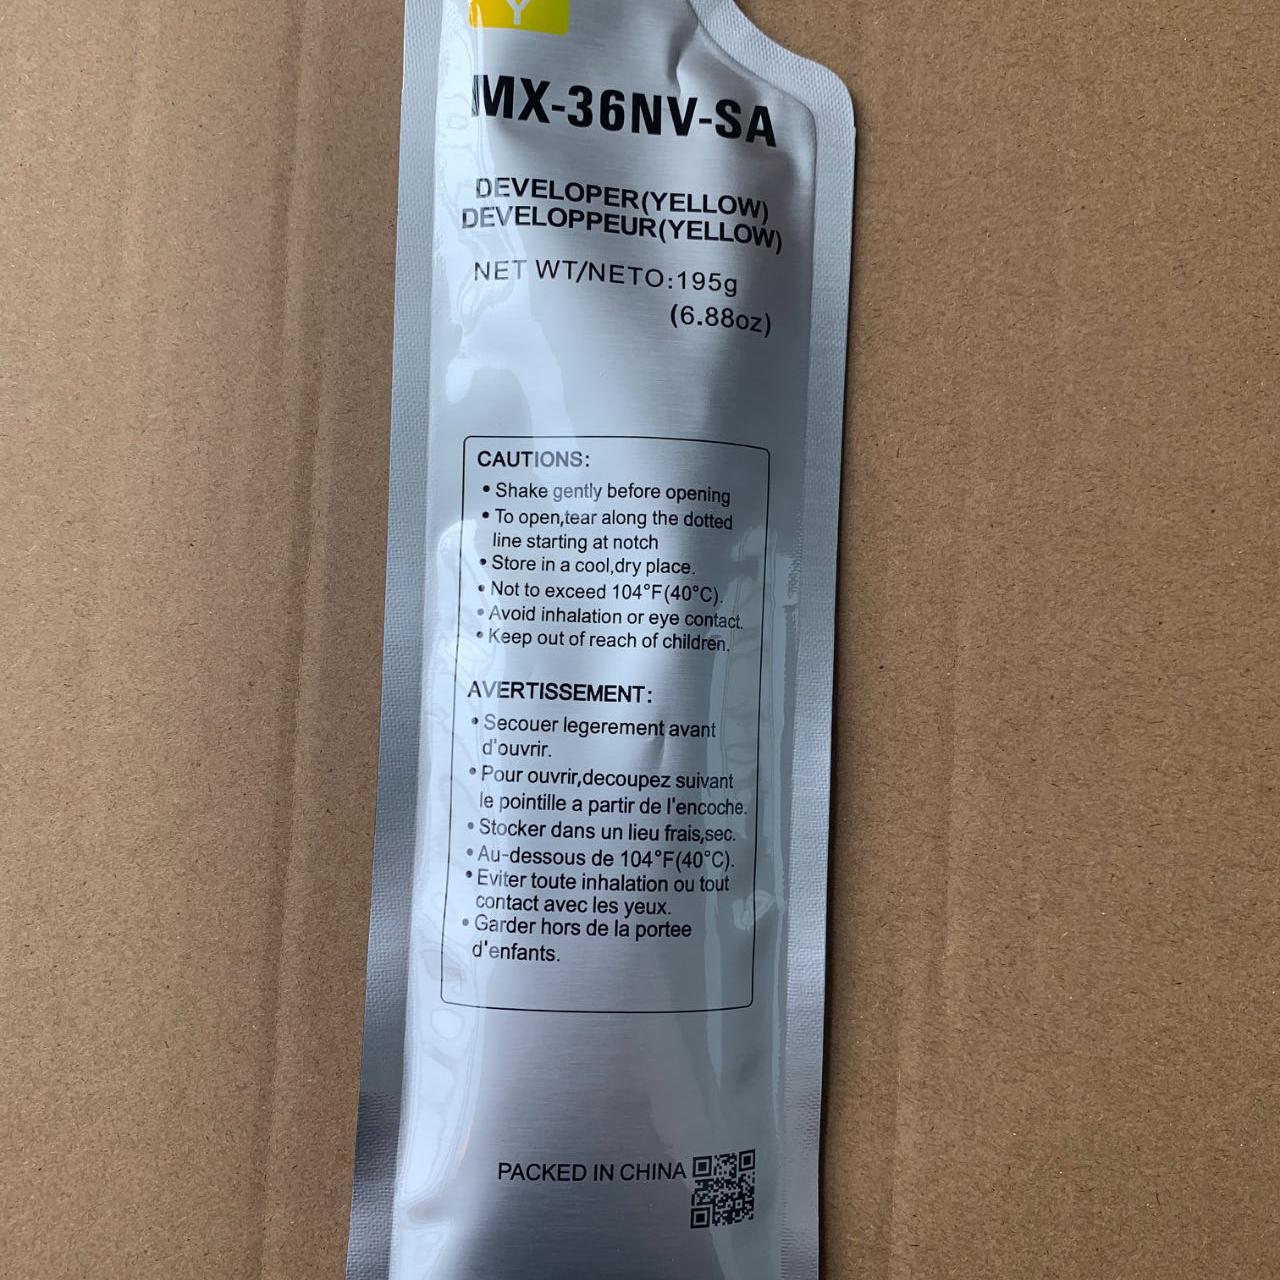 Y
MX-36NV-SA
DEVELOPER(YELLOW)
DEVELOPPEUR(YELLOW)
NET WT/NETO:195g
(6.88oz)
CAUTIONS:
• Shake gently before opening
• To open,tear along the dotted
line starting at notch
• Store in a cool,dry place.
• Not to exceed 104°F(40°C).
• Avoid inhalation or eye contact.
• Keep out of reach of children.
AVERTISSEMENT:
• Secouer legerement avant
d'ouvrir.
• Pour ouvrir,decoupez suivant
le pointille a partir de l'encoche.
• Stocker dans un lieu frais,sec.
• Au-dessous de 104°F(40°C).
• Eviter toute inhalation ou tout
contact avec les yeux.
• Garder hors de la portee
d'enfants.
PACKED IN CHINA